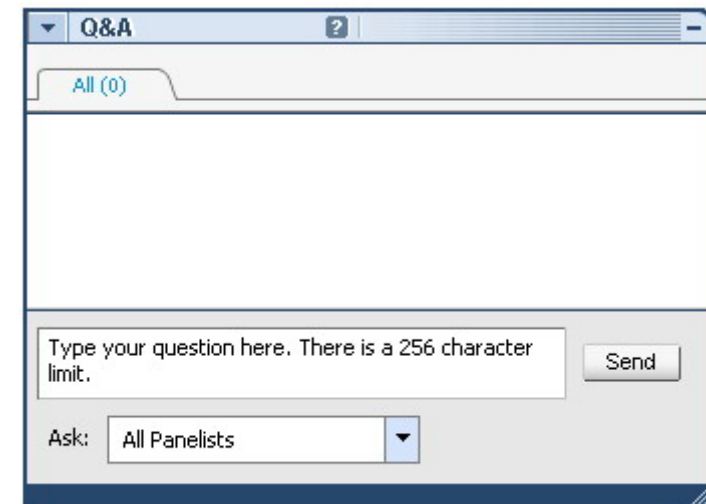 Q&A ?
All (0)
Type your question here. There is a 256 character
limit.
Send
Ask: All Panelists